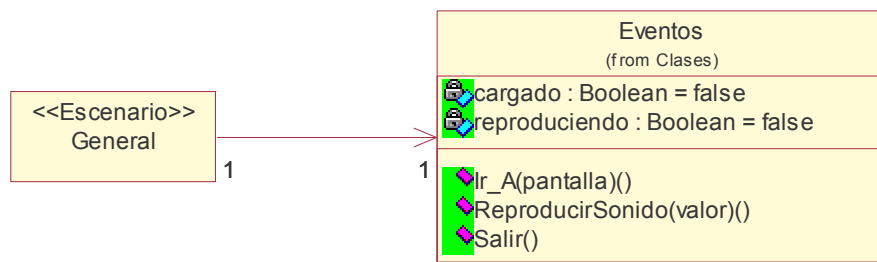 <<Escenario>>
General
1
1
Eventos
(from Clases)
cargado : Boolean = false
reproduciendo : Boolean = false
Ir_A(pantalla)()
ReproducirSonido(valor)()
Salir()